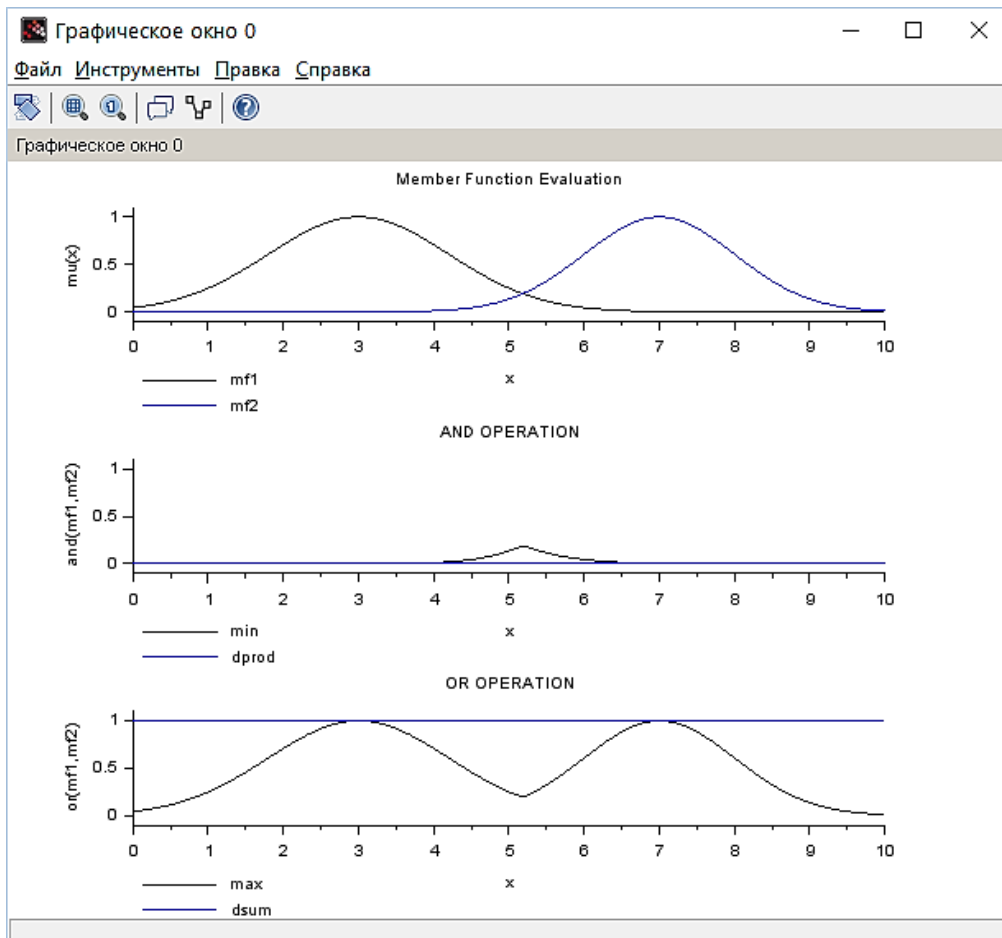 Графическое окно 0
Файл Инструменты Правка Справка
Графическое окно 0
Member Function Evaluation
mu(x)
1
0.5
0
0 1 2 3 4 5 6 7 8 9 10
x
mf1
mf2
AND OPERATION
and(mf1,mf2)
1
0.5
0
0 1 2 3 4 5 6 7 8 9 10
x
min
dprod
OR OPERATION
or(mf1,mf2)
1
0.5
0
0 1 2 3 4 5 6 7 8 9 10
x
max
dsum